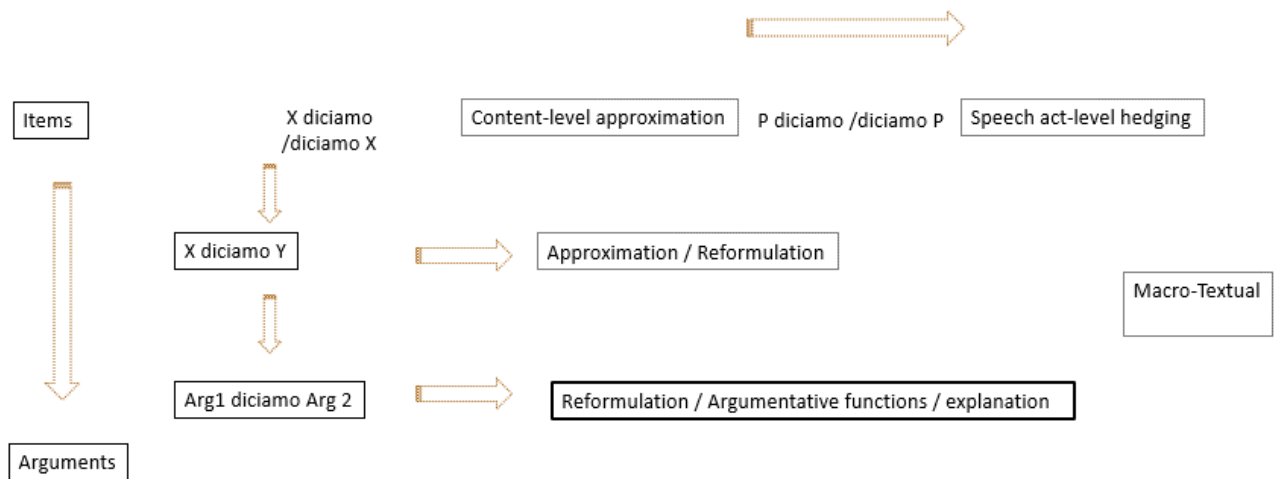 Items
X diciamo
/diciamo X
Content-level approximation
P diciamo /diciamo P
Speech act-level hedging
X diciamo Y
Approximation / Reformulation
Macro-Textual
Arg1 diciamo Arg 2
Reformulation / Argumentative functions / explanation
Arguments